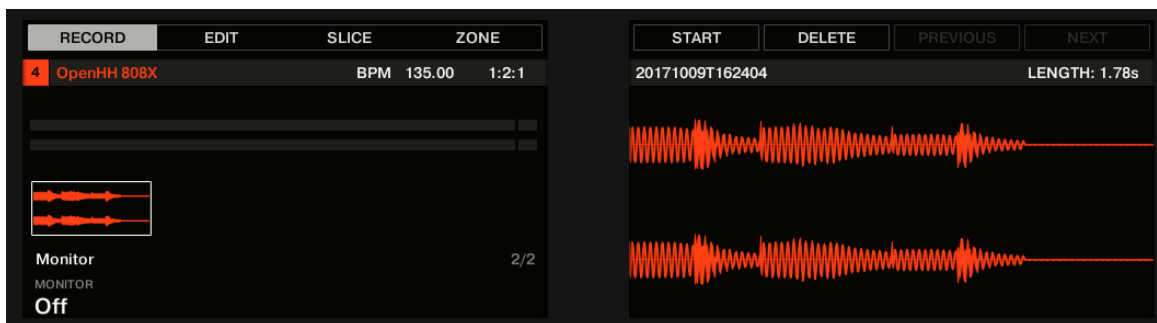 RECORD EDIT SLICE ZONE
4 OpenHH 808X BPM 135.00 1:2:1
Monitor 2/2
MONITOR
Off
START DELETE PREVIOUS NEXT
20171009T162404 LENGTH: 1.78s